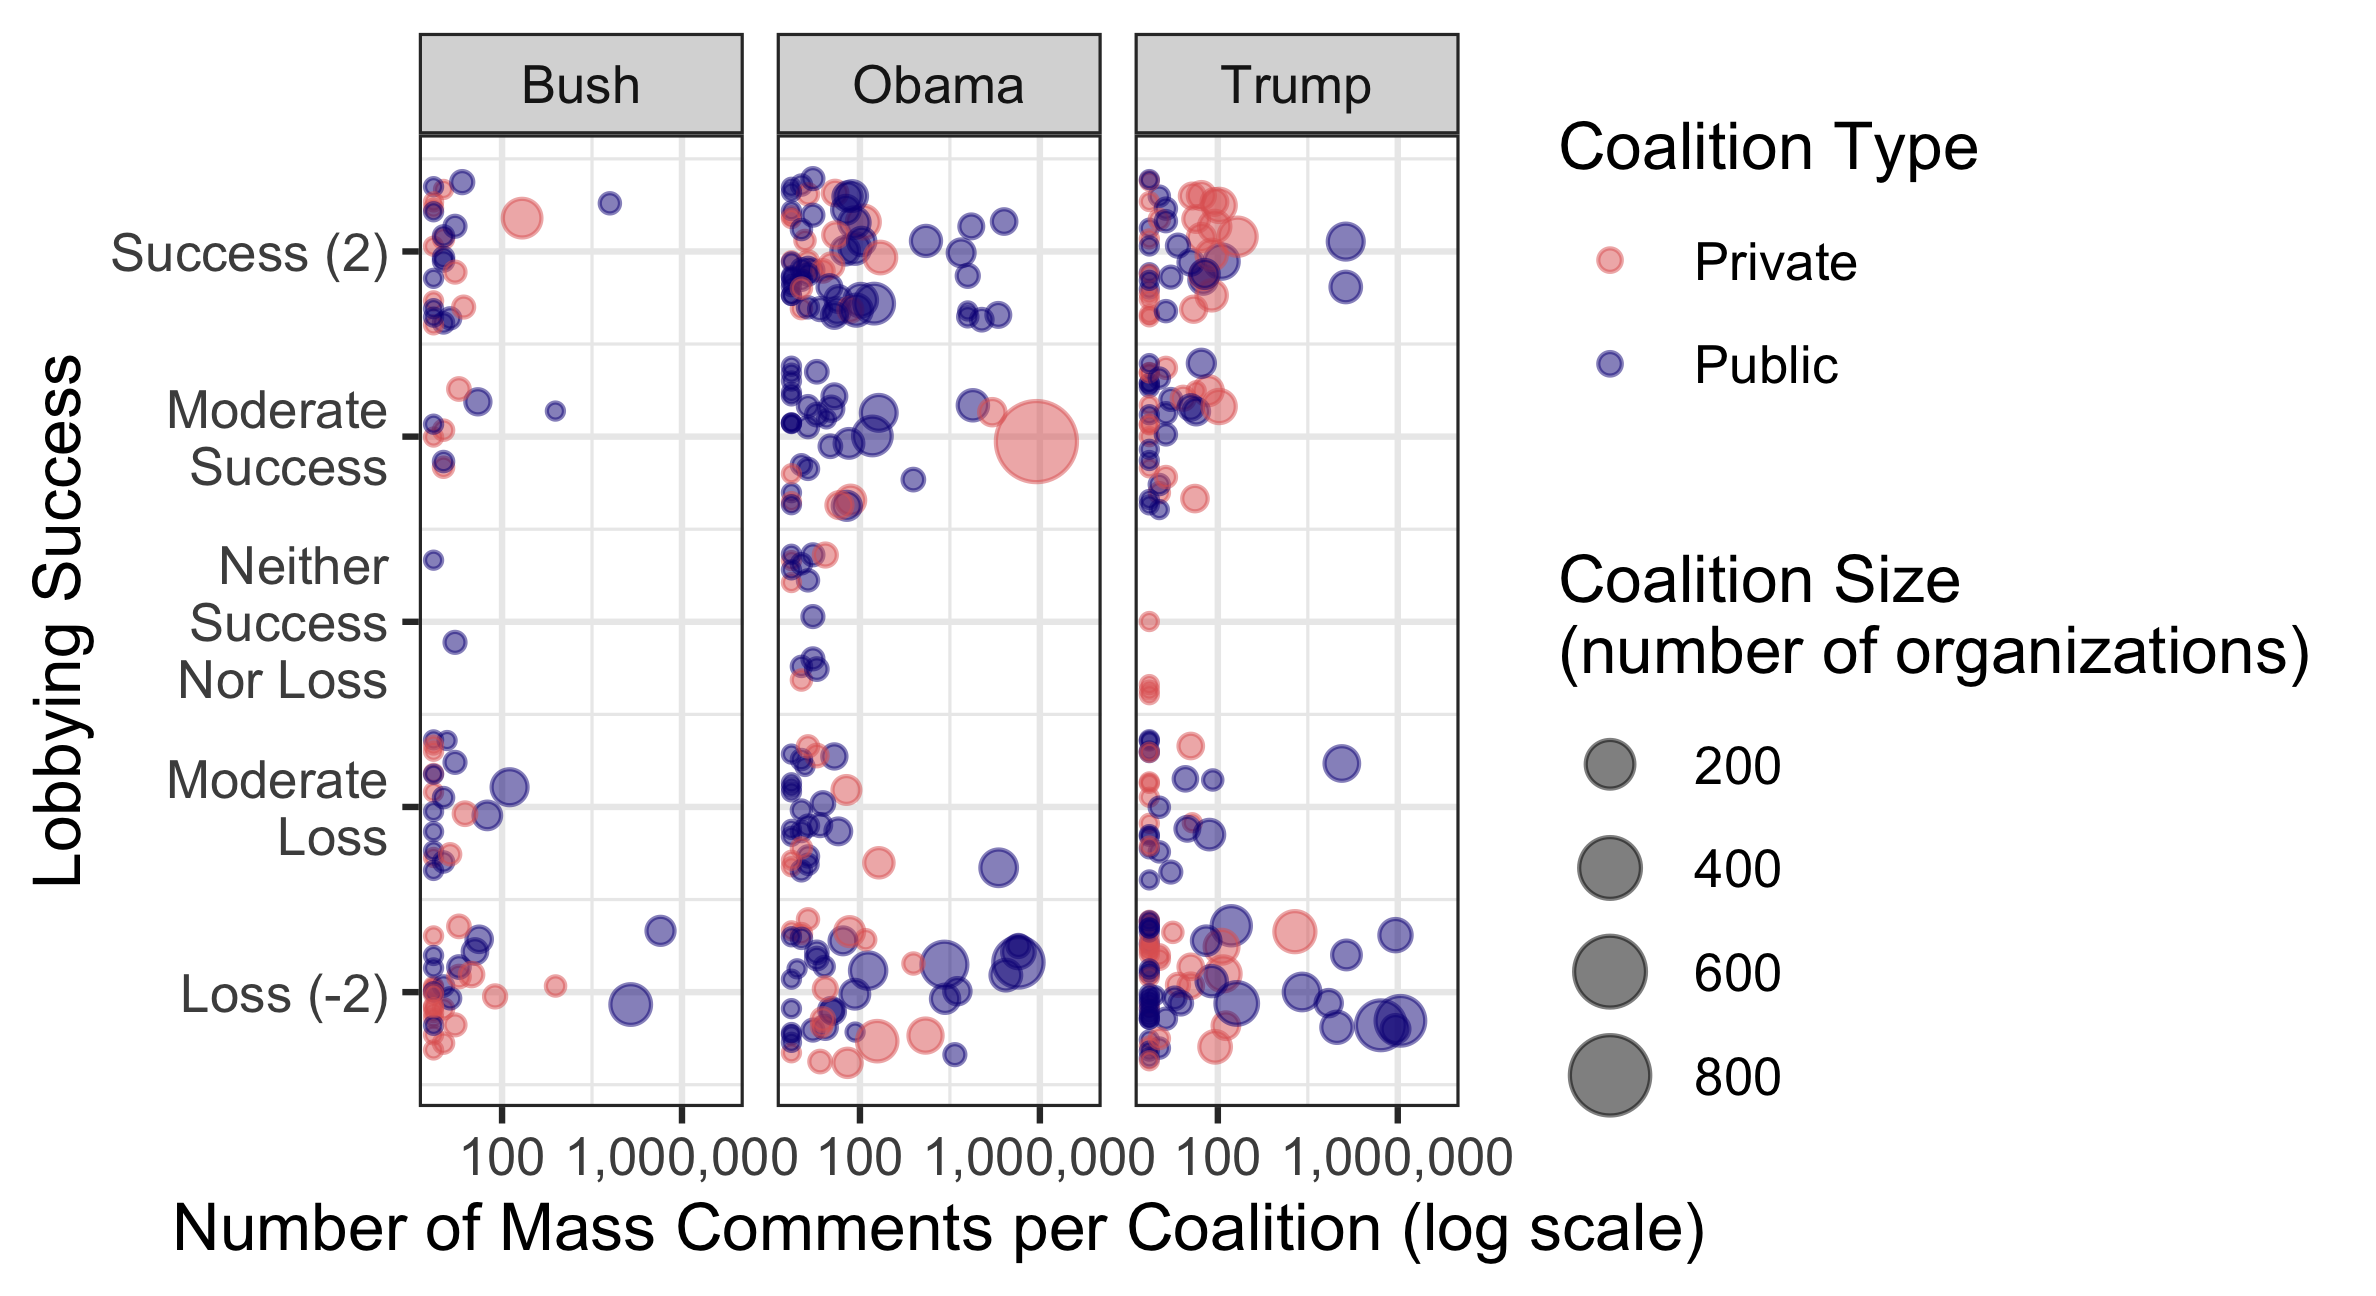 Bush
Obama
Trump
Lobbying Success
Success (2)
Moderate
Success
Neither
Success
Nor Loss
Moderate
Loss
Loss (-2)
100 1,000,000
100 1,000,000
100 1,000,000
Number of Mass Comments per Coalition (log scale)
Coalition Type
Private
Public
Coalition Size
(number of organizations)
200
400
600
800